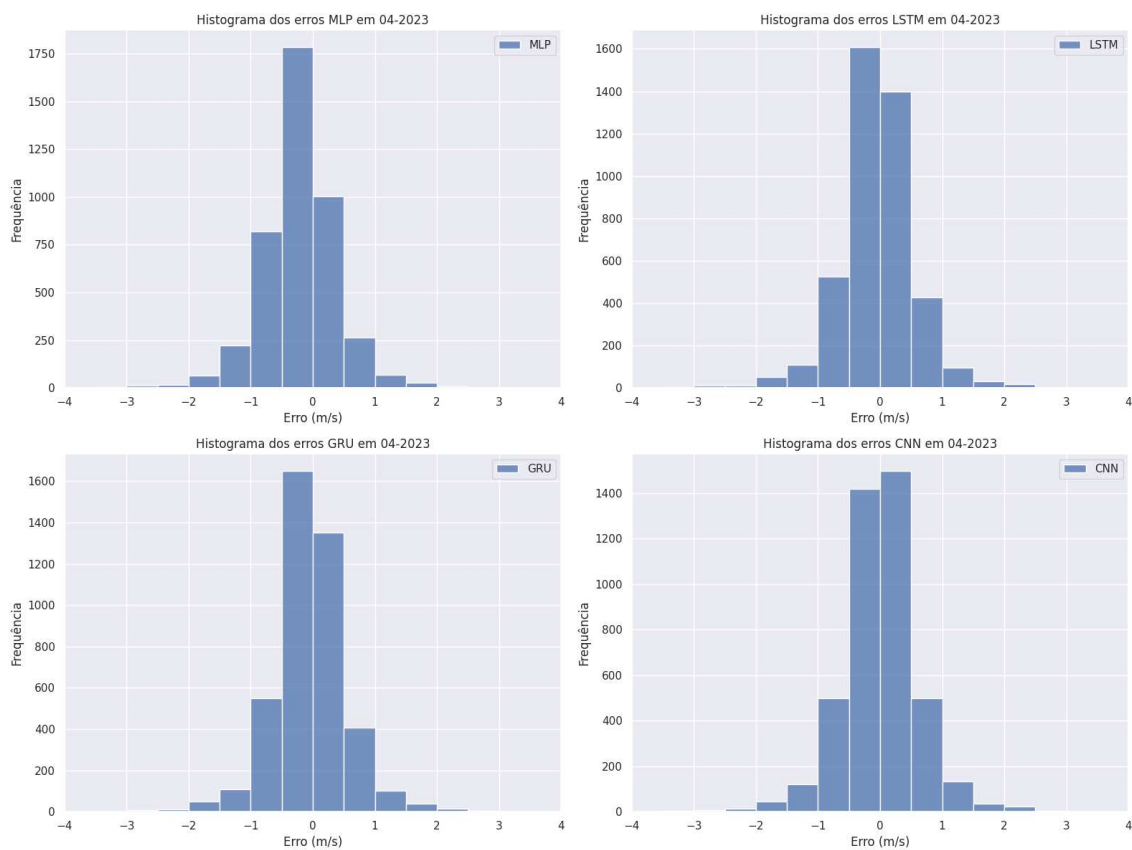 Histograma dos erros MLP em 04-2023
MLP
1750
1500
1250
1000
750
500
250
0
Frequência
−4 −3 −2 −1 0 1 2 3 4
Erro (m/s)
Histograma dos erros LSTM em 04-2023
LSTM
1600
1400
1200
1000
800
600
400
200
0
Frequência
−4 −3 −2 −1 0 1 2 3 4
Erro (m/s)
Histograma dos erros GRU em 04-2023
GRU
1600
1400
1200
1000
800
600
400
200
0
Frequência
−4 −3 −2 −1 0 1 2 3 4
Erro (m/s)
Histograma dos erros CNN em 04-2023
CNN
1400
1200
1000
800
600
400
200
0
Frequência
−4 −3 −2 −1 0 1 2 3 4
Erro (m/s)